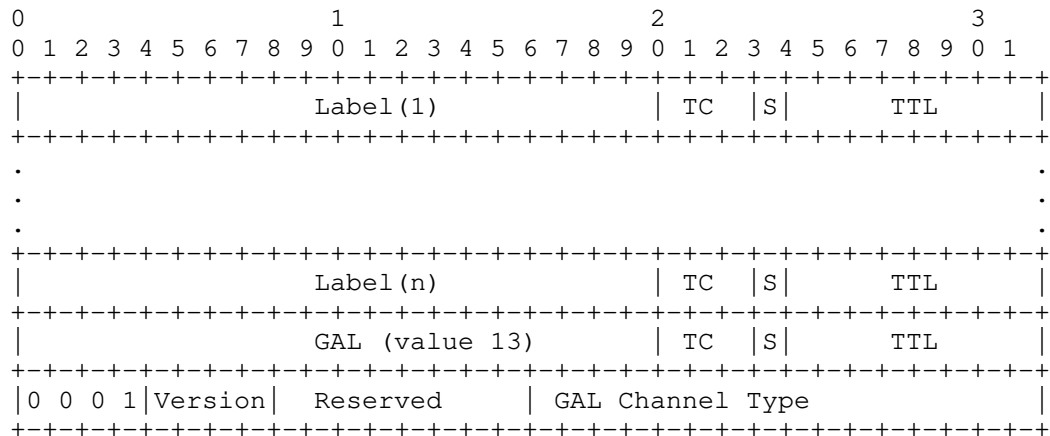 0                   1                   2                   3
0 1 2 3 4 5 6 7 8 9 0 1 2 3 4 5 6 7 8 9 0 1 2 3 4 5 6 7 8 9 0 1
+-+-+-+-+-+-+-+-+-+-+-+-+-+-+-+-+-+-+-+-+-+-+-+-+-+-+-+-+-+-+-+-+
|                  Label(1)             | TC  |S|      TTL      |
+-+-+-+-+-+-+-+-+-+-+-+-+-+-+-+-+-+-+-+-+-+-+-+-+-+-+-+-+-+-+-+-+
.                                                               .
.                                                               .
.                                                               .
+-+-+-+-+-+-+-+-+-+-+-+-+-+-+-+-+-+-+-+-+-+-+-+-+-+-+-+-+-+-+-+-+
|                  Label(n)             | TC  |S|      TTL      |
+-+-+-+-+-+-+-+-+-+-+-+-+-+-+-+-+-+-+-+-+-+-+-+-+-+-+-+-+-+-+-+-+
|                  GAL (value 13)       | TC  |S|      TTL      |
+-+-+-+-+-+-+-+-+-+-+-+-+-+-+-+-+-+-+-+-+-+-+-+-+-+-+-+-+-+-+-+-+
|0 0 0 1|Version|  Reserved     | GAL Channel Type              |
+-+-+-+-+-+-+-+-+-+-+-+-+-+-+-+-+-+-+-+-+-+-+-+-+-+-+-+-+-+-+-+-+